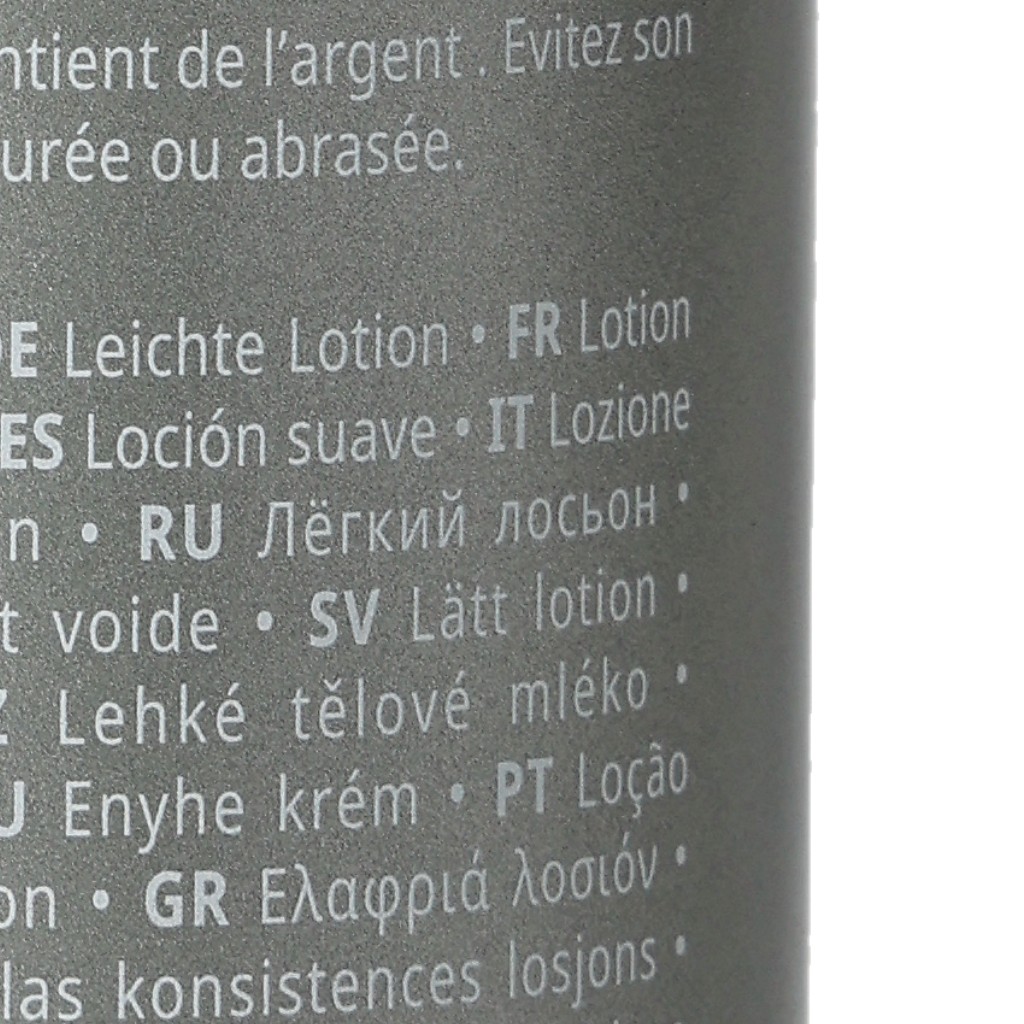 ntient de l’argent . Evitez son
urée ou abrasée.
DE Leichte Lotion • FR Lotion
ES Loción suave • IT Lozione
n • RU Лёгкий лосьон •
t voide • SV Lätt lotion •
Z Lehké tělové mléko •
U Enyhe krém • PT Loção
on • GR Ελαφριά λοσιόν •
las konsistences losjons •